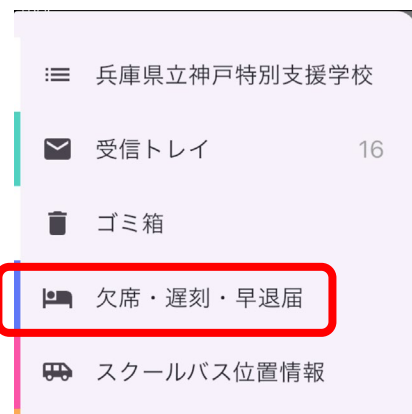 兵庫県立神戸特別支援学校
受信トレイ 16
ゴミ箱
欠席・遅刻・早退届
スクールバス位置情報